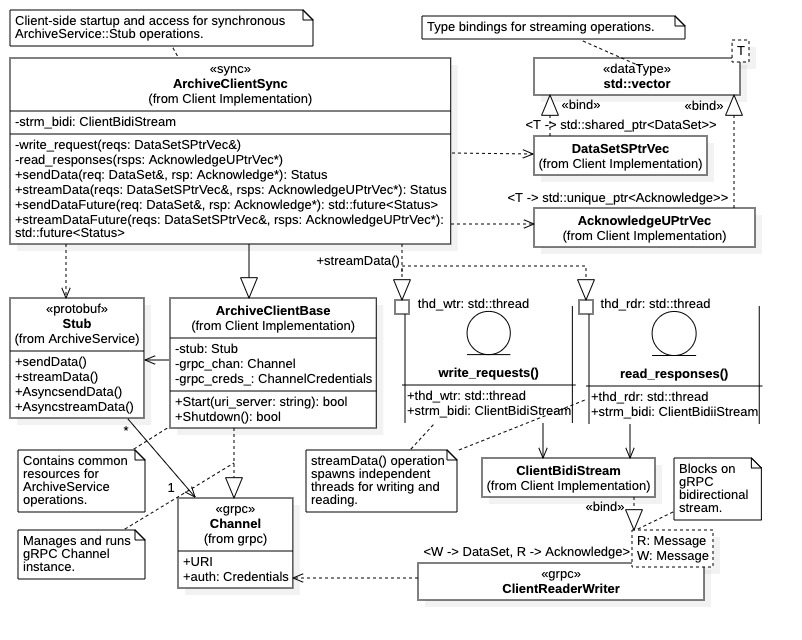 Client-side startup and access for synchronous
ArchiveService::Stub operations.
Type bindings for streaming operations.
T
«sync»
ArchiveClientSync
(from Client Implementation)
-strm_bidi: ClientBidiStream
-write_request(reqs: DataSetSPtrVec&)
-read_responses(rsps: AcknowledgeUPtrVec*)
+sendData(req: DataSet&, rsp: Acknowledge*): Status
+streamData(reqs: DataSetSPtrVec&, rsps: AcknowledgeUPtrVec*): Status
+sendDataFuture(req: DataSet&, rsp: Acknowledge*): std::future<Status>
+streamDataFuture(reqs: DataSetSPtrVec&, rsps: AcknowledgeUPtrVec*):
std::future<Status>
«dataType»
std::vector
«bind»
«bind»
<T -> std::shared_ptr<DataSet>>
DataSetSPtrVec
(from Client Implementation)
<T -> std::unique_ptr<Acknowledge>>
AcknowledgeUPtrVec
(from Client Implementation)
+streamData()
«protobuf»
Stub
(from ArchiveService)
+sendData()
+streamData()
+AsyncsendData()
+AsyncstreamData()
ArchiveClientBase
(from Client Implementation)
-stub: Stub
-grpc_chan: Channel
-grpc_creds_: ChannelCredentials
+Start(uri_server: string): bool
+Shutdown(): bool
thd_wtr: std::thread
write_requests()
+thd_wtr: std::thread
+strm_bidi: ClientBidiStream
thd_rdr: std::thread
read_responses()
+thd_rdr: std::thread
+strm_bidi: ClientBidiiStream
*
1
Contains common
resources for
ArchiveService
operations.
Manages and runs
gRPC Channel
instance.
«grpc»
Channel
(from grpc)
+URI
+auth: Credentials
streamData() operation
spawns independent
threads for writing and
reading.
ClientBidiStream
(from Client Implementation)
Blocks on
gRPC
bidirectional
stream.
«bind»
<W -> DataSet, R -> Acknowledge>
R: Message
W: Message
«grpc»
ClientReaderWriter